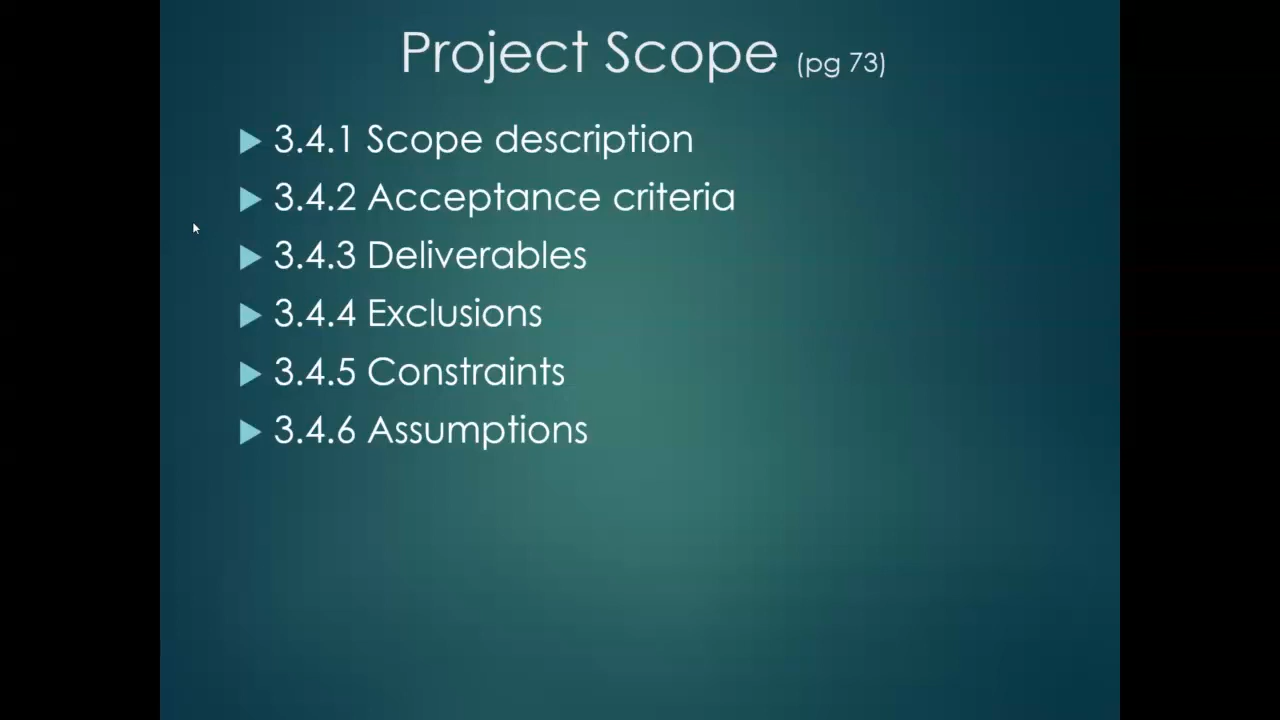 Project Scope (pg 73)
3.4.1 Scope description
3.4.2 Acceptance criteria
3.4.3 Deliverables
3.4.4 Exclusions
3.4.5 Constraints
3.4.6 Assumptions